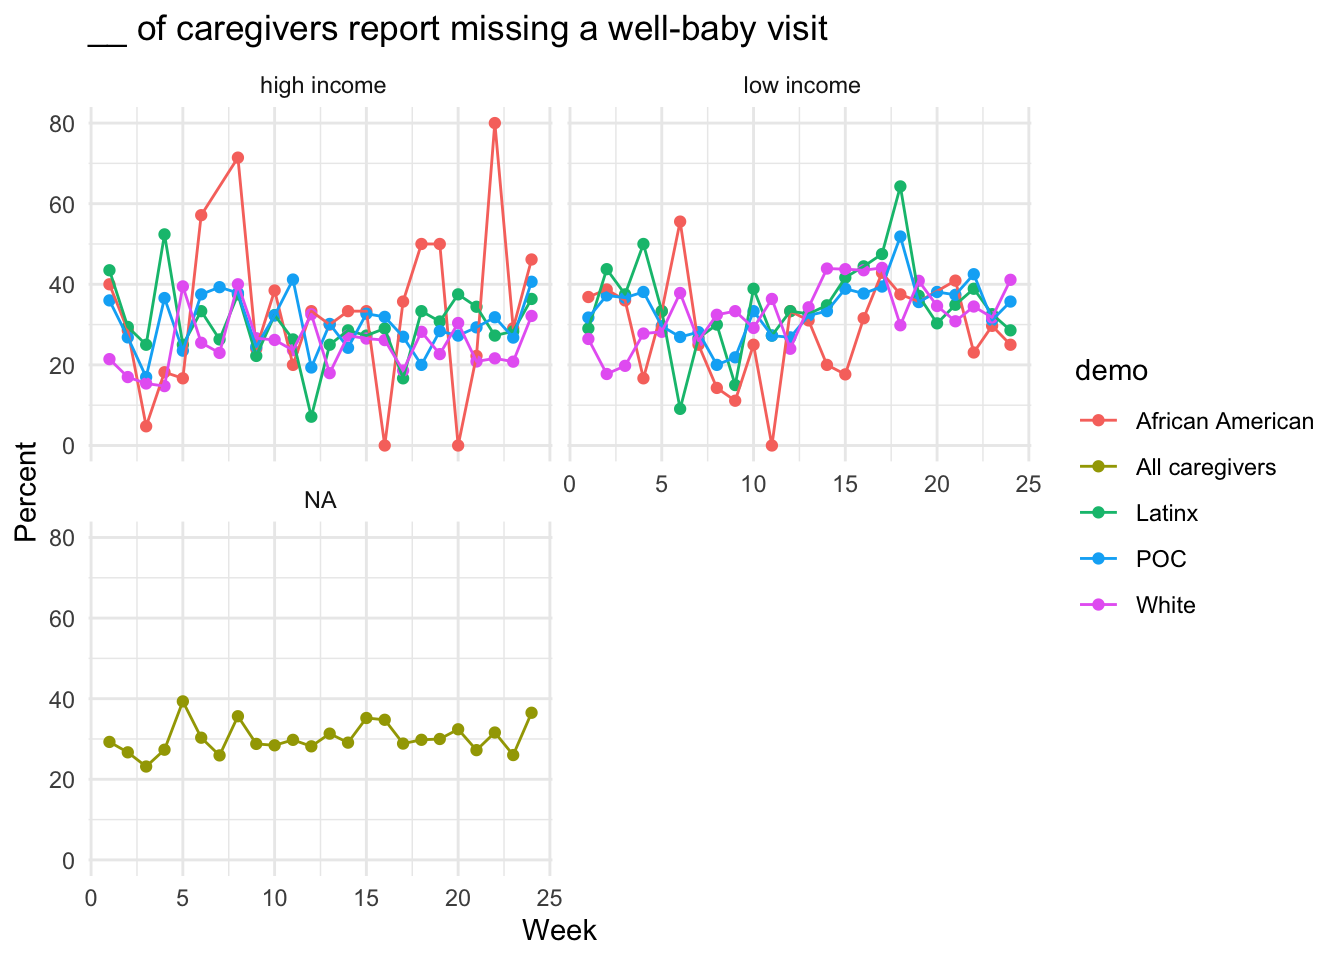 __ of caregivers report missing a well-baby visit
high income
low income
80
60
40
20
0
0 5 10 15 20 25
NA
80
60
40
20
0
0 5 10 15 20 25
Percent
Week
demo
African American
All caregivers
Latinx
POC
White